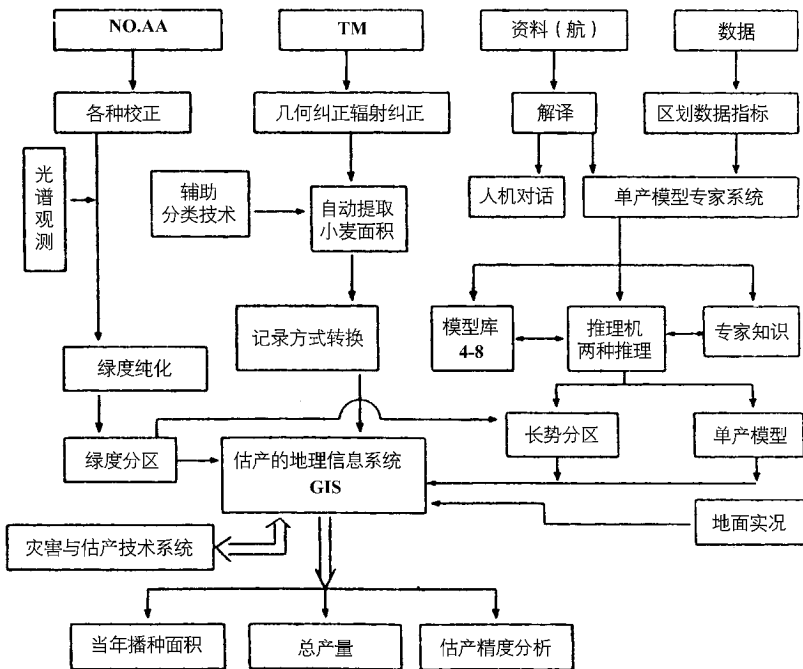 NO.AA
TM
资料(航)
数据
各种校正
几何纠正辐射纠正
解译
区划数据指标
光
谱
观
测
辅助
分类技术
自动提取
小麦面积
人机对话
单产模型专家系统
记录方式转换
模型库
4-8
推理机
两种推理
专家知识
绿度纯化
长势分区
单产模型
绿度分区
估产的地理信息系统
GIS
地面实况
灾害与估产技术系统
当年播种面积
总产量
估产精度分析